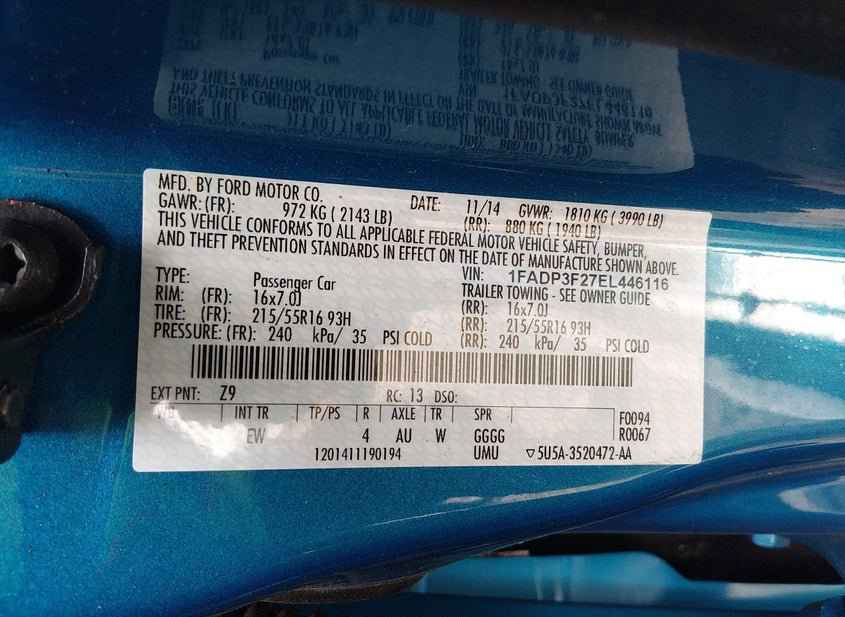 MFD. BY FORD MOTOR CO. DATE: 11/14 GVWR: 1810 KG ( 3990 LB)
GAWR: (FR): 972 KG ( 2143 LB) (RR): 880 KG ( 1940 LB)
THIS VEHICLE CONFORMS TO ALL APPLICABLE FEDERAL MOTOR VEHICLE SAFETY, BUMPER,
AND THEFT PREVENTION STANDARDS IN EFFECT ON THE DATE OF MANUFACTURE SHOWN ABOVE.
VIN: 1FADP3F27EL446116
TYPE: Passenger Car TRAILER TOWING - SEE OWNER GUIDE
RIM: (FR): 16x7.0J (RR): 16x7.0J
TIRE: (FR): 215/55R16 93H (RR): 215/55R16 93H
PRESSURE: (FR): 240 kPa/ 35 PSI COLD (RR): 240 kPa/ 35 PSI COLD
EXT PNT: Z9 RC: 13 DSO:
INT TR TP/PS R AXLE TR SPR F0094
EW 4 AU W GGGG R0067
1201411190194 UMU ▽5U5A-3520472-AA